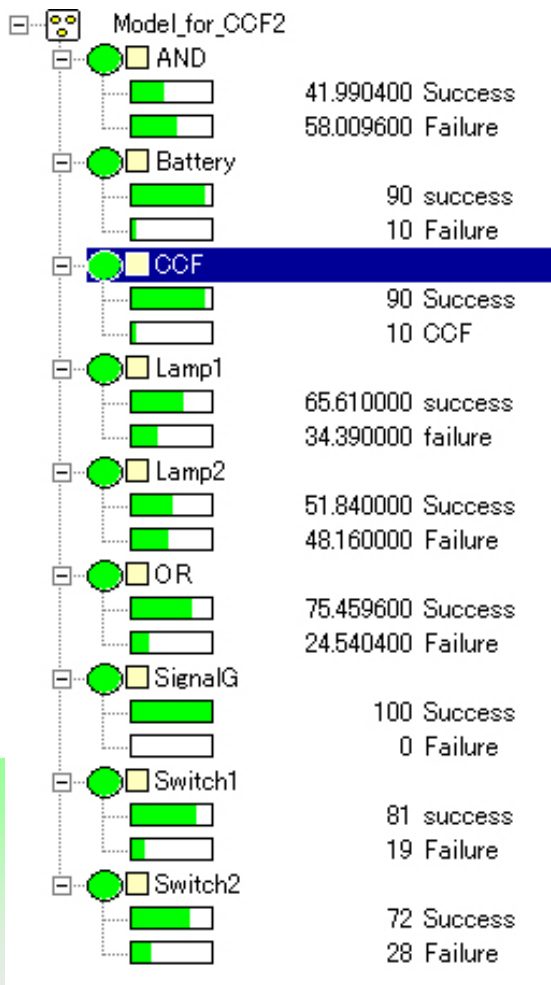 Model_for_CCF2
AND
41.990400 Success
58.009600 Failure
Battery
90 success
10 Failure
CCF
90 Success
10 CCF
Lamp1
65.610000 success
34.390000 failure
Lamp2
51.840000 Success
48.160000 Failure
OR
75.459600 Success
24.540400 Failure
SignalG
100 Success
0 Failure
Switch1
81 success
19 Failure
Switch2
72 Success
28 Failure